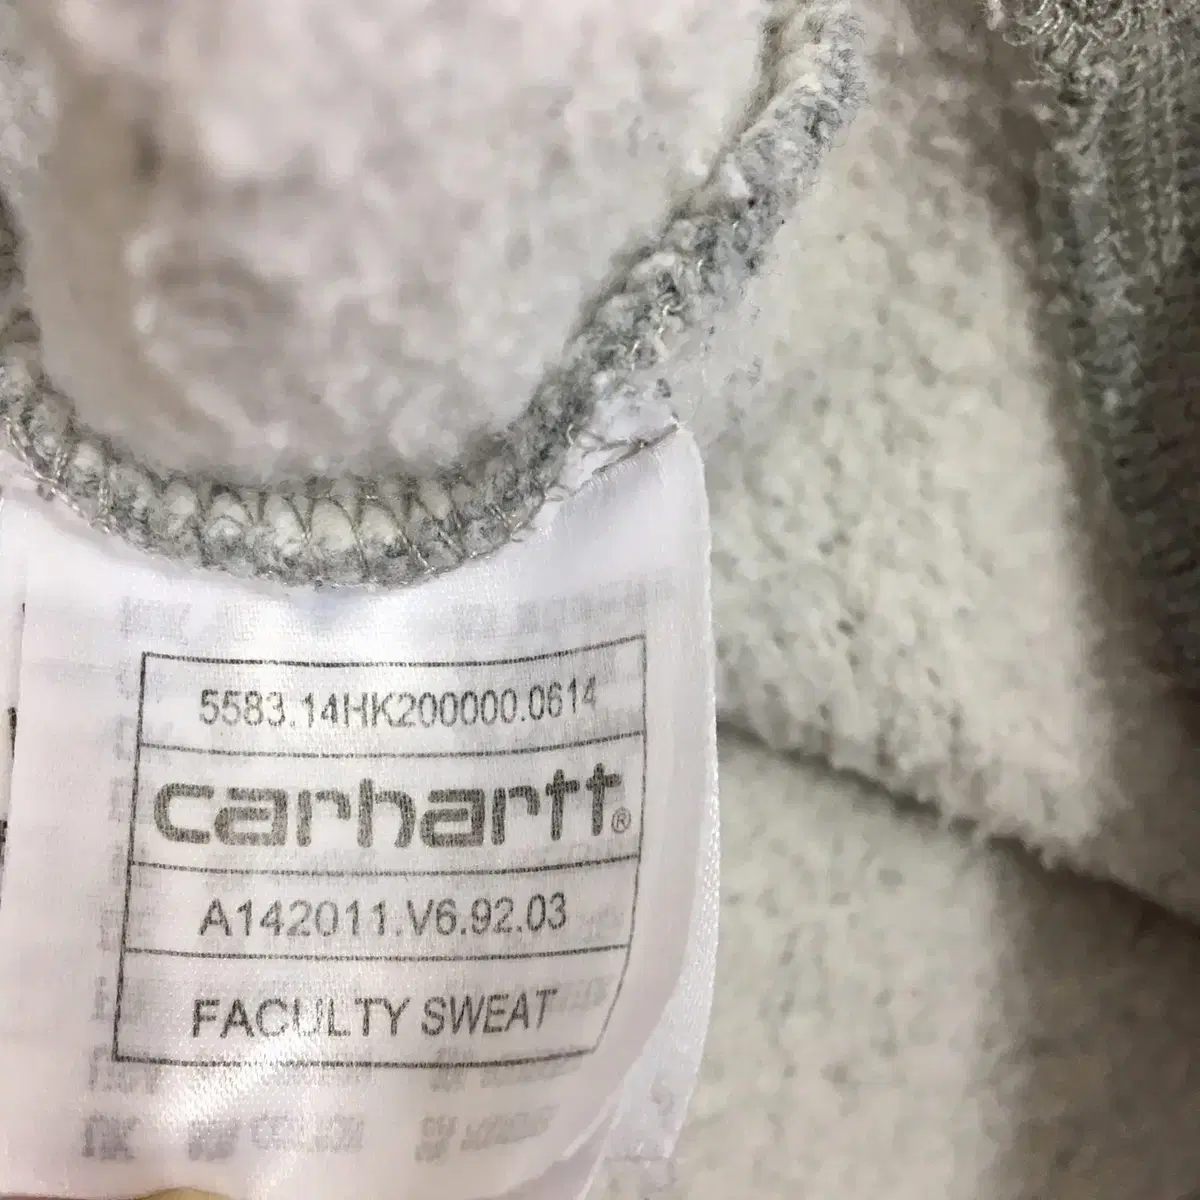 5583.14HK200000.0614
carhartt®
A142011.V6.92.03
FACULTY SWEAT